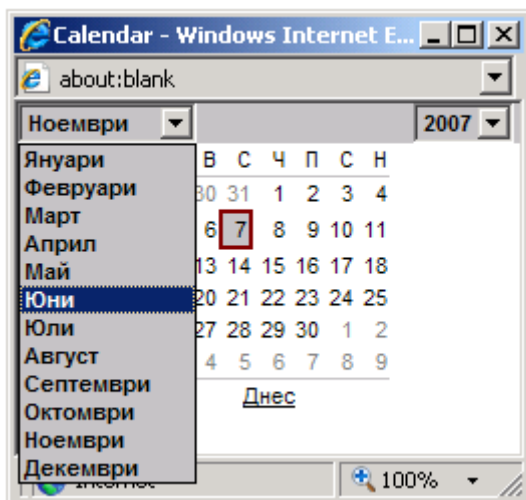 Calendar - Windows Internet E...
about:blank
Ноември 2007
Януари В С Ч П С Н
Февруари 30 31 1 2 3 4
Март 6 7 8 9 10 11
Април
Май 13 14 15 16 17 18
Юни 20 21 22 23 24 25
Юли 27 28 29 30 1 2
Август 4 5 6 7 8 9
Септември Днес
Октомври
Ноември
Декември
Internet 100%